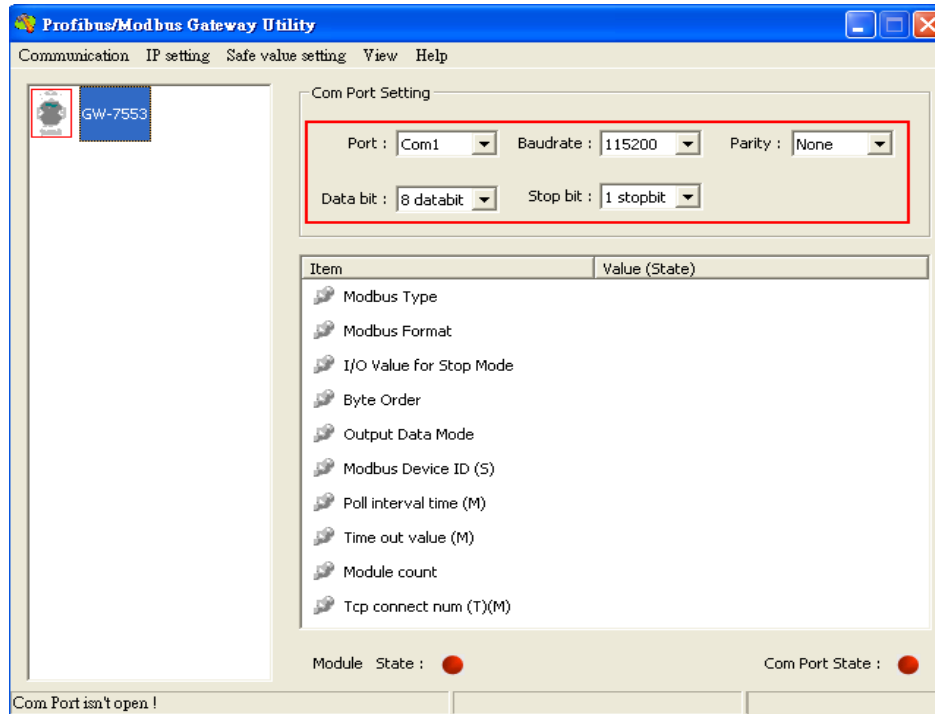 Profibus/Modbus Gateway Utility
Communication IP setting Safe value setting View Help
GW-7553
Com Port Setting
Port : Com1 Baudrate : 115200 Parity : None
Data bit : 8 databit Stop bit : 1 stopbit
Item Value (State)
Modbus Type
Modbus Format
I/O Value for Stop Mode
Byte Order
Output Data Mode
Modbus Device ID (S)
Poll interval time (M)
Time out value (M)
Module count
Tcp connect num (T)(M)
Module State : Com Port State :
Com Port isn't open !